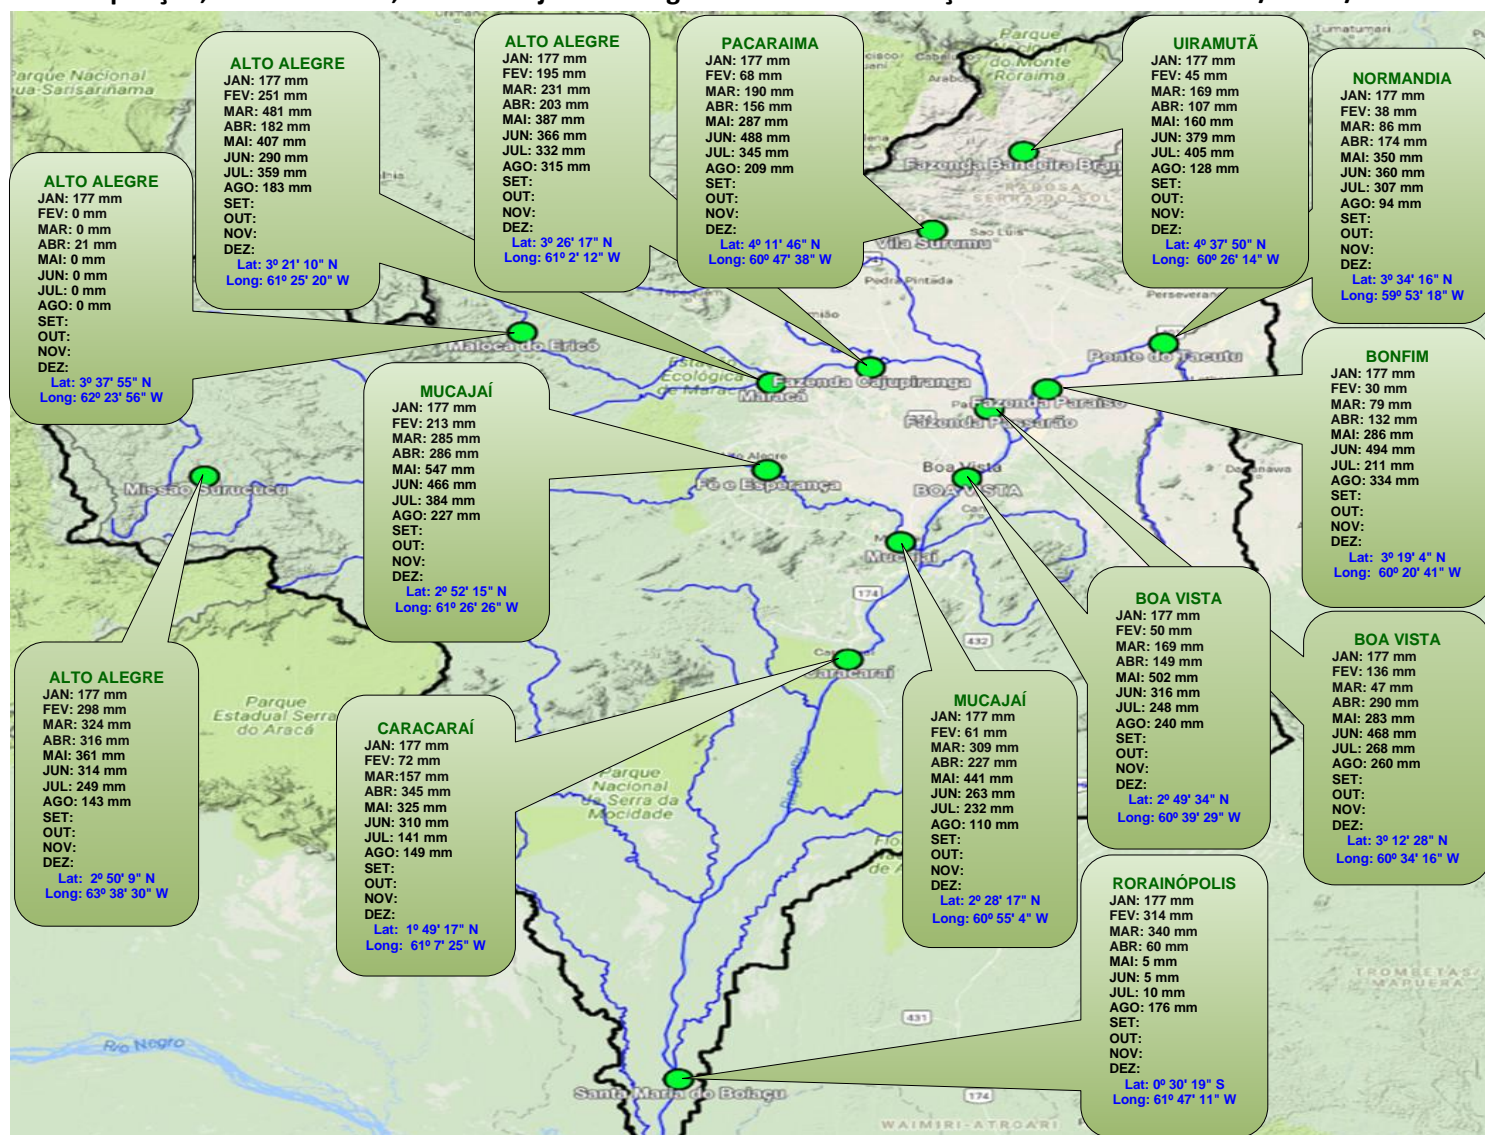 ALTO ALEGRE
JAN: 177 mm
FEV: 251 mm
MAR: 481 mm
ABR: 182 mm
MAI: 407 mm
JUN: 290 mm
JUL: 359 mm
AGO: 183 mm
SET:
OUT:
NOV:
DEZ:
Lat: 3º 21' 10" N
Long: 61º 25' 20" W
ALTO ALEGRE
JAN: 177 mm
FEV: 195 mm
MAR: 231 mm
ABR: 203 mm
MAI: 387 mm
JUN: 366 mm
JUL: 332 mm
AGO: 315 mm
SET:
OUT:
NOV:
DEZ:
Lat: 3º 26' 17" N
Long: 61º 2' 12" W
PACARAIMA
JAN: 177 mm
FEV: 68 mm
MAR: 190 mm
ABR: 156 mm
MAI: 287 mm
JUN: 488 mm
JUL: 345 mm
AGO: 209 mm
SET:
OUT:
NOV:
DEZ:
Lat: 4º 11' 46" N
Long: 60º 47' 38" W
UIRAMUTÃ
JAN: 177 mm
FEV: 45 mm
MAR: 169 mm
ABR: 107 mm
MAI: 160 mm
JUN: 379 mm
JUL: 405 mm
AGO: 128 mm
SET:
OUT:
NOV:
DEZ:
Lat: 4º 37' 50" N
Long: 60º 26' 14" W
NORMANDIA
JAN: 177 mm
FEV: 38 mm
MAR: 86 mm
ABR: 174 mm
MAI: 350 mm
JUN: 360 mm
JUL: 307 mm
AGO: 94 mm
SET:
OUT:
NOV:
DEZ:
Lat: 3º 34' 16" N
Long: 59º 53' 18" W
ALTO ALEGRE
JAN: 177 mm
FEV: 0 mm
MAR: 0 mm
ABR: 21 mm
MAI: 0 mm
JUN: 0 mm
JUL: 0 mm
AGO: 0 mm
SET:
OUT:
NOV:
DEZ:
Lat: 3º 37' 55" N
Long: 62º 23' 56" W
MUCAJAÍ
JAN: 177 mm
FEV: 213 mm
MAR: 285 mm
ABR: 286 mm
MAI: 547 mm
JUN: 466 mm
JUL: 384 mm
AGO: 227 mm
SET:
OUT:
NOV:
DEZ:
Lat: 2º 52' 15" N
Long: 61º 26' 26" W
BONFIM
JAN: 177 mm
FEV: 30 mm
MAR: 79 mm
ABR: 132 mm
MAI: 286 mm
JUN: 494 mm
JUL: 211 mm
AGO: 334 mm
SET:
OUT:
NOV:
DEZ:
Lat: 3º 19' 4" N
Long: 60º 20' 41" W
BOA VISTA
JAN: 177 mm
FEV: 50 mm
MAR: 169 mm
ABR: 149 mm
MAI: 502 mm
JUN: 316 mm
JUL: 248 mm
AGO: 240 mm
SET:
OUT:
NOV:
DEZ:
Lat: 2º 49' 34" N
Long: 60º 39' 29" W
BOA VISTA
JAN: 177 mm
FEV: 136 mm
MAR: 47 mm
ABR: 290 mm
MAI: 283 mm
JUN: 468 mm
JUL: 268 mm
AGO: 260 mm
SET:
OUT:
NOV:
DEZ:
Lat: 3º 12' 28" N
Long: 60º 34' 16" W
ALTO ALEGRE
JAN: 177 mm
FEV: 298 mm
MAR: 324 mm
ABR: 316 mm
MAI: 361 mm
JUN: 314 mm
JUL: 249 mm
AGO: 143 mm
SET:
OUT:
NOV:
DEZ:
Lat: 2º 50' 9" N
Long: 63º 38' 30" W
CARACARAÍ
JAN: 177 mm
FEV: 72 mm
MAR:157 mm
ABR: 345 mm
MAI: 325 mm
JUN: 310 mm
JUL: 141 mm
AGO: 149 mm
SET:
OUT:
NOV:
DEZ:
Lat: 1º 49' 17" N
Long: 61º 7' 25" W
MUCAJAÍ
JAN: 177 mm
FEV: 61 mm
MAR: 309 mm
ABR: 227 mm
MAI: 441 mm
JUN: 263 mm
JUL: 232 mm
AGO: 110 mm
SET:
OUT:
NOV:
DEZ:
Lat: 2º 28' 17" N
Long: 60º 55' 4" W
RORAINÓPOLIS
JAN: 177 mm
FEV: 314 mm
MAR: 340 mm
ABR: 60 mm
MAI: 5 mm
JUN: 5 mm
JUL: 10 mm
AGO: 176 mm
SET:
OUT:
NOV:
DEZ:
Lat: 0º 30' 19" S
Long: 61º 47' 11" W
Parque
do Monte
Roraima
Tumatumari
Parque Nacional
Fazenda Bandeira Bran
RAPOSA
SERRA DO SOL
Vila Surumu
Sao Luis
Pedra Pintada
Maloca do Ericó
Ecológica
de Maracá
Maracá
Fazenda Cajupiranga
Ponte do Tacutu
Fazenda Paraíso
Fazenda Passarão
Missão Surucucu
Fé e Esperança
Boa Vista
BOA VISTA
Mucajaí
174
432
Caracaraí
Parque
Estadual Serra
do Aracá
Parque
Nacional
da Serra da
Mocidade
Rio Branco
Rio Negro
431
174
Santa Maria do Boiaçu
TROMBETAS/
MAPUERA
WAIMIRI-ATROARI